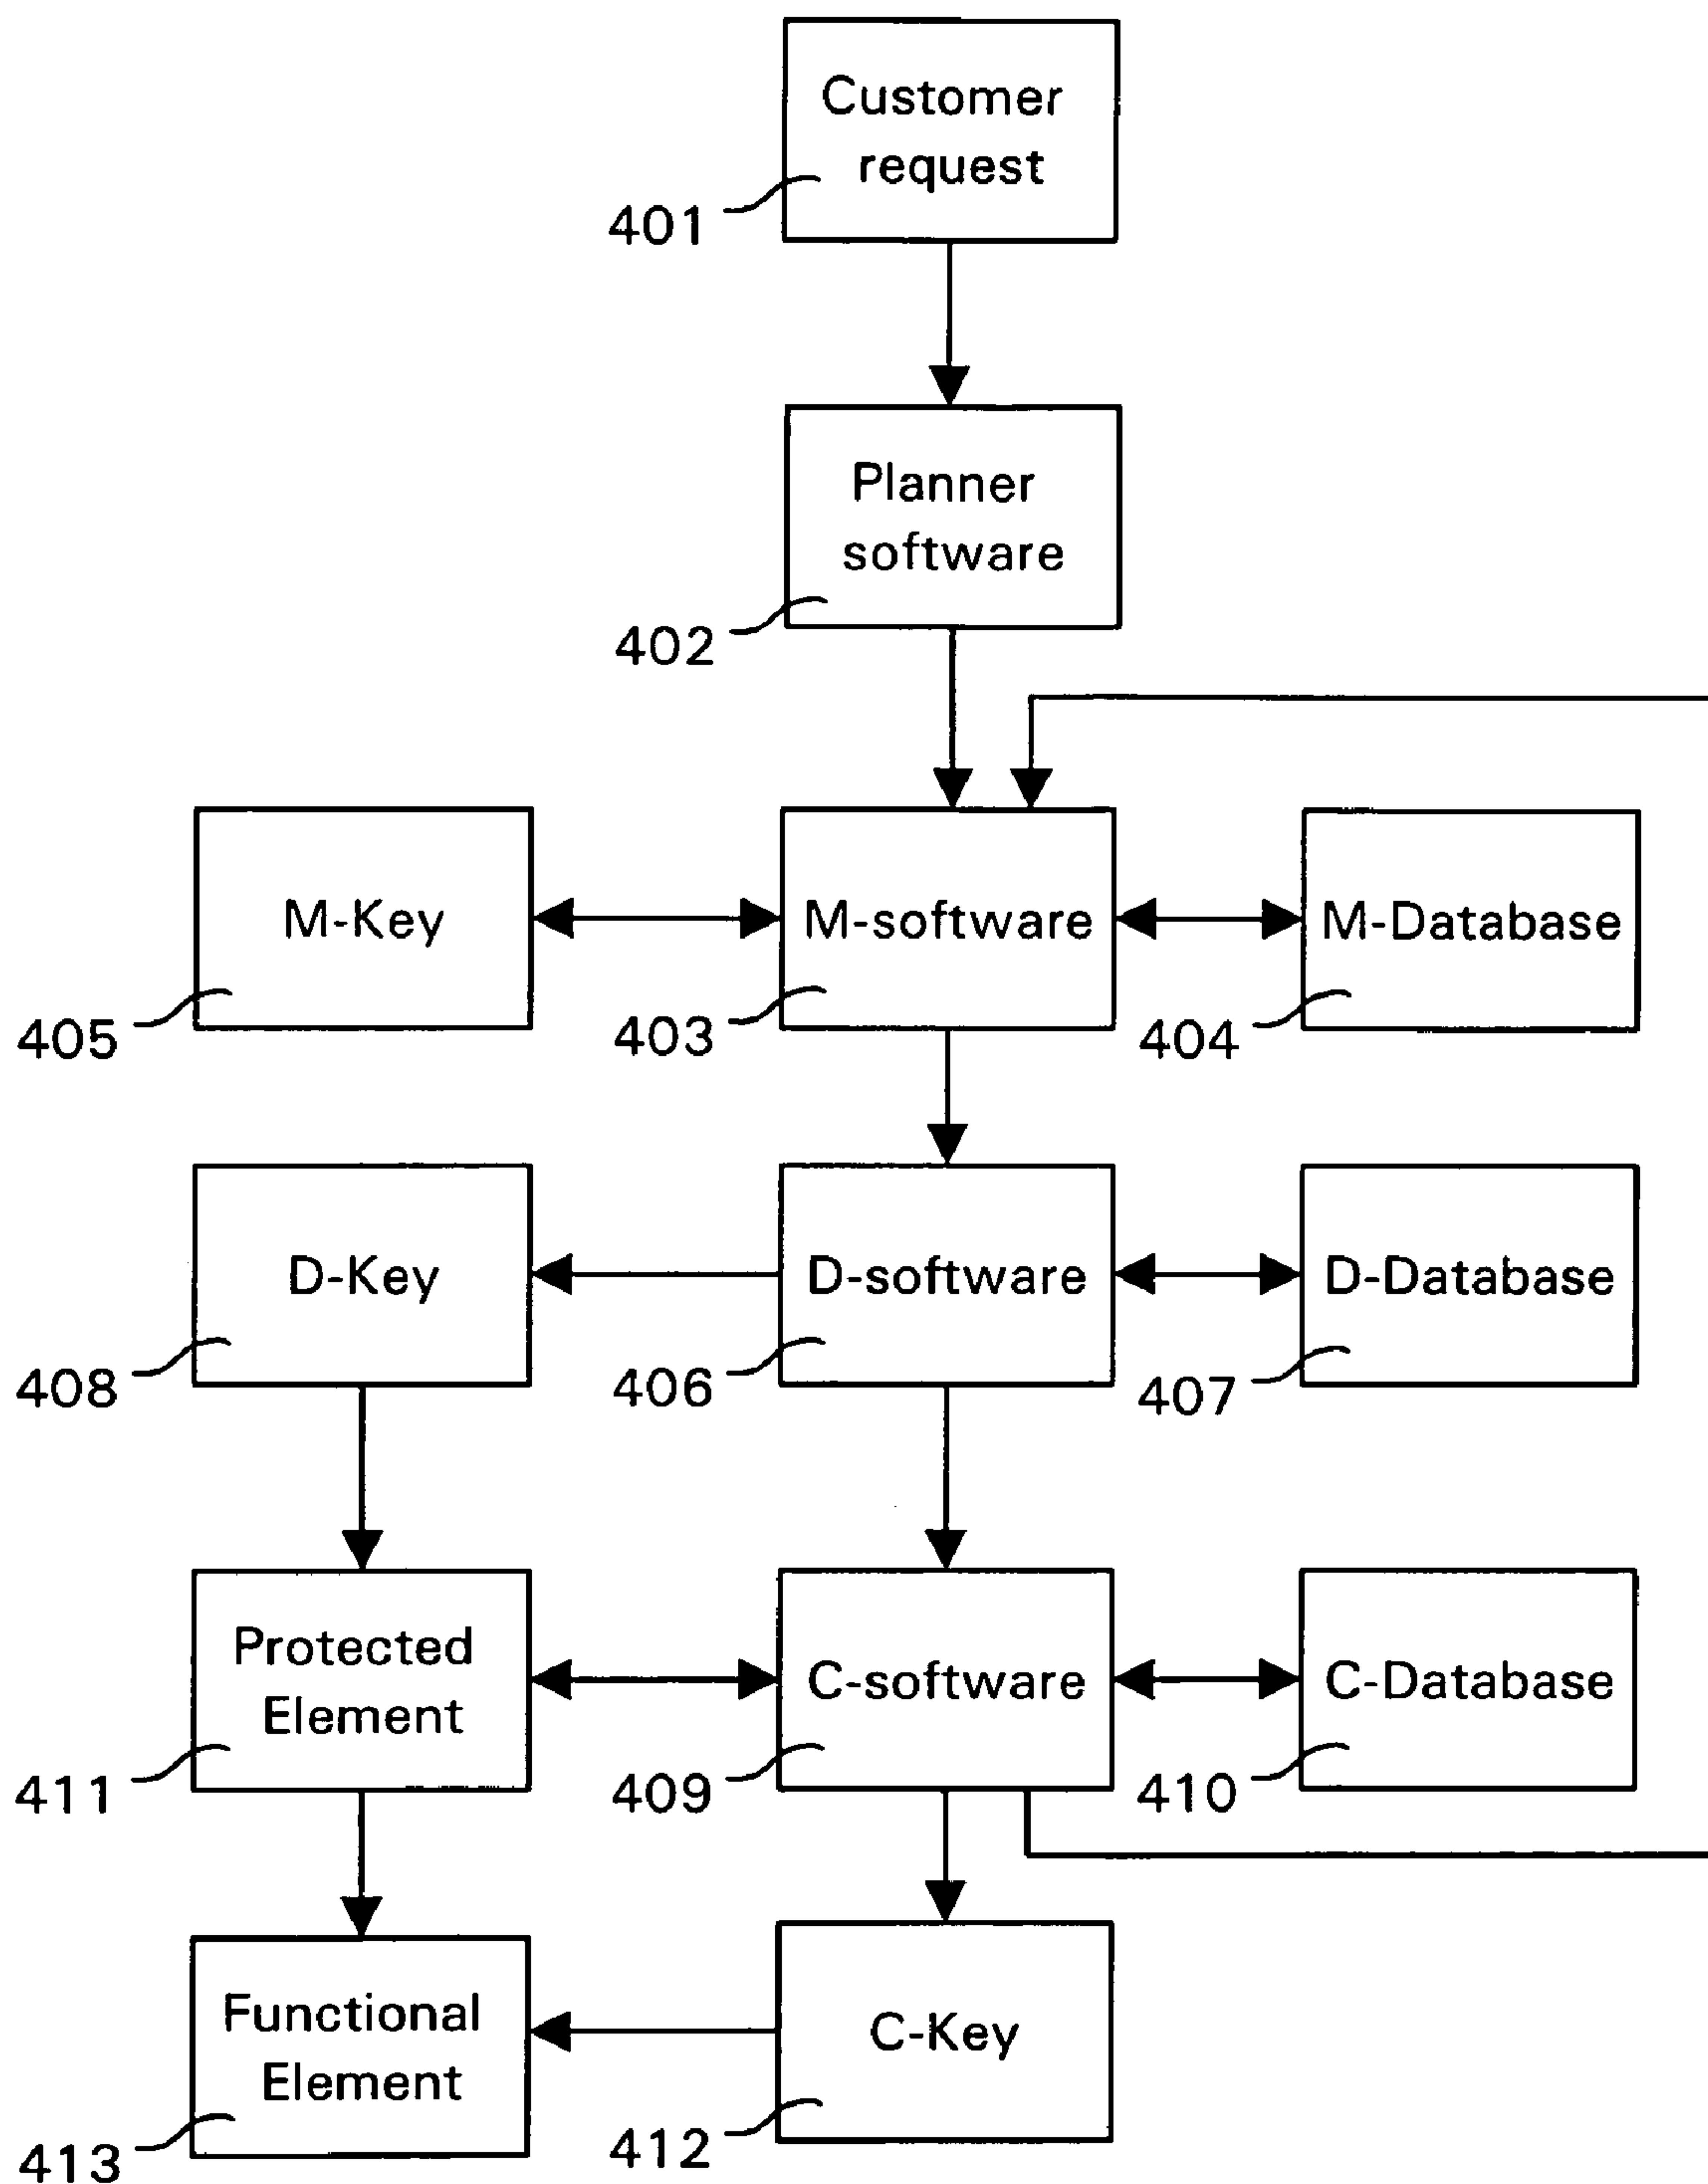 Customer
request
401
Planner
software
402
M-Key
M-software
M-Database
405
403
404
D-Key
D-software
D-Database
408
406
407
Protected
Element
C-software
C-Database
411
409
410
Functional
Element
C-Key
413
412